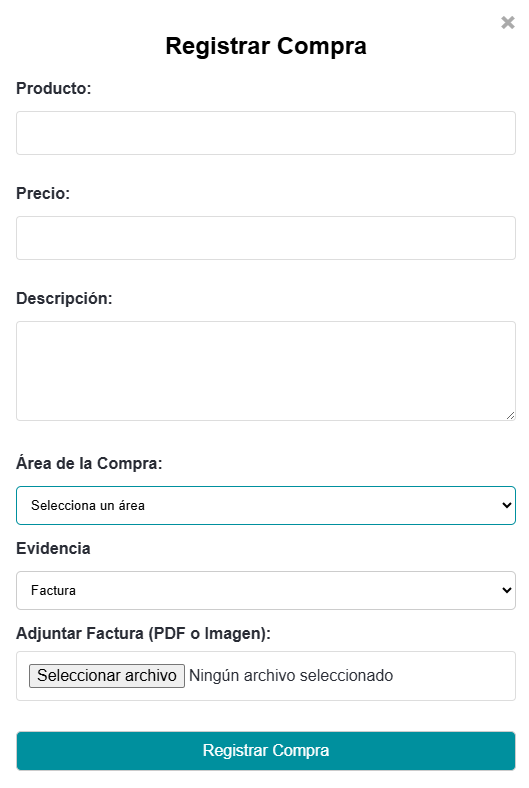 Registrar Compra
Producto:
Precio:
Descripción:
Área de la Compra:
Selecciona un área
Evidencia
Factura
Adjuntar Factura (PDF o Imagen):
Seleccionar archivo Ningún archivo seleccionado
Registrar Compra